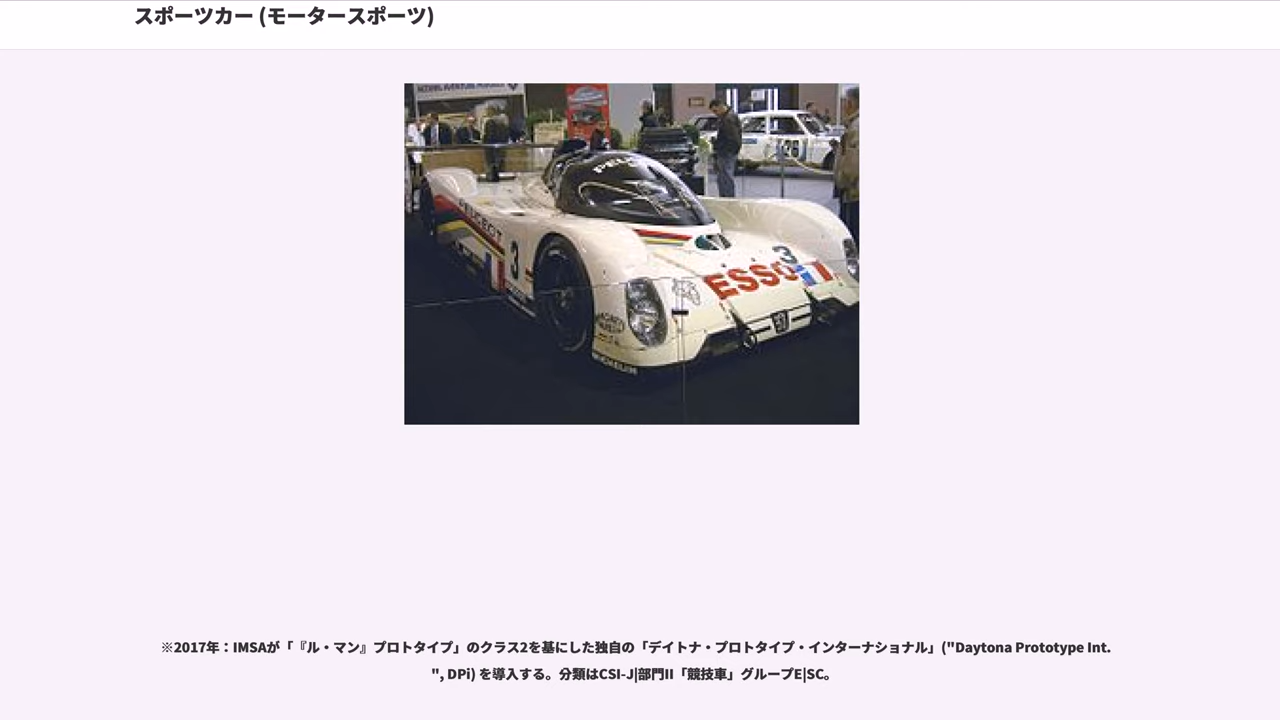 スポーツカー (モータースポーツ)
PEUGEOT
3
3
ESSO
※2017年：IMSAが「『ル・マン』プロトタイプ」のクラス2を基にした独自の「デイトナ・プロトタイプ・インターナショナル」("Daytona Prototype Int.
", DPi) を導入する。分類はCSI-J|部門II「競技車」グループE|SC。